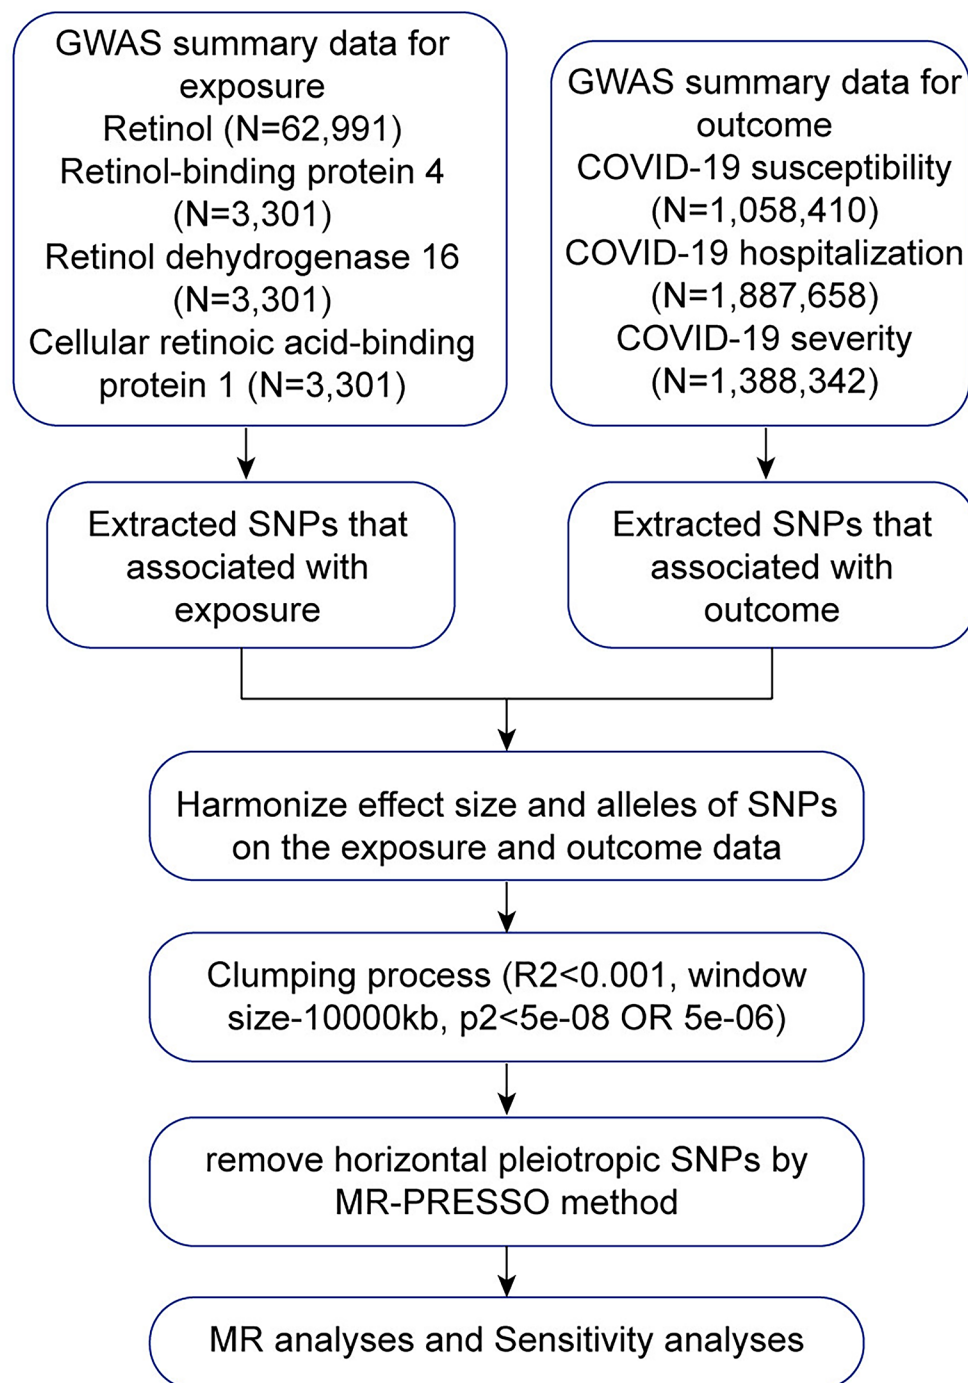 GWAS summary data for
exposure
Retinol (N=62,991)
Retinol-binding protein 4
(N=3,301)
Retinol dehydrogenase 16
(N=3,301)
Cellular retinoic acid-binding
protein 1 (N=3,301)
GWAS summary data for
outcome
COVID-19 susceptibility
(N=1,058,410)
COVID-19 hospitalization
(N=1,887,658)
COVID-19 severity
(N=1,388,342)
Extracted SNPs that
associated with
exposure
Extracted SNPs that
associated with
outcome
Harmonize effect size and alleles of SNPs
on the exposure and outcome data
Clumping process (R2<0.001, window
size-10000kb, p2<5e-08 OR 5e-06)
remove horizontal pleiotropic SNPs by
MR-PRESSO method
MR analyses and Sensitivity analyses